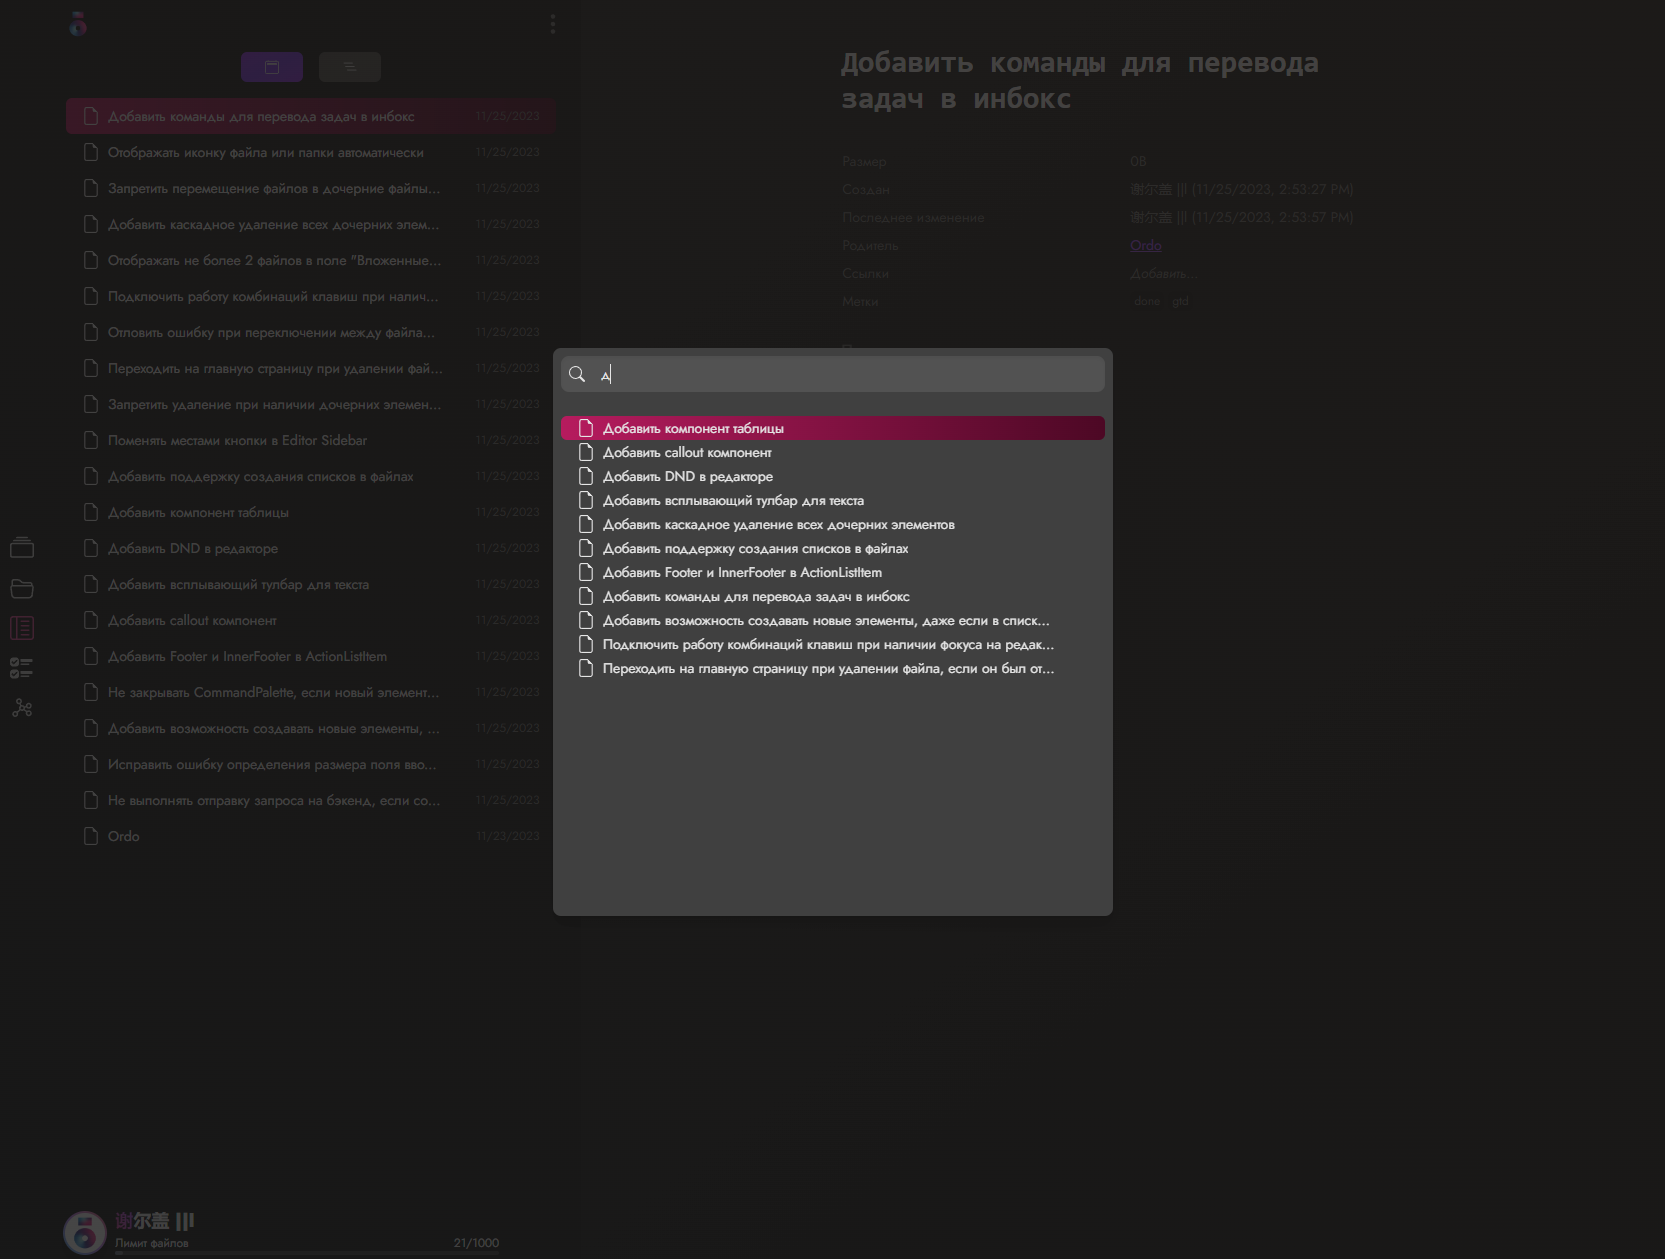 Добавить команды для перевода
задач в инбокс
Добавить команды для перевода задач в инбокс 11/25/2023
Отображать иконку файла или папки автоматически 11/25/2023
Запретить перемещение файлов в дочерние файлы... 11/25/2023
Добавить каскадное удаление всех дочерних элем... 11/25/2023
Отображать не более 2 файлов в поле "Вложенные... 11/25/2023
Подключить работу комбинаций клавиш при налич... 11/25/2023
Отловить ошибку при переключении между файла... 11/25/2023
Переходить на главную страницу при удалении фай... 11/25/2023
Запретить удаление при наличии дочерних элемен... 11/25/2023
Поменять местами кнопки в Editor Sidebar 11/25/2023
Добавить поддержку создания списков в файлах 11/25/2023
Добавить компонент таблицы 11/25/2023
Добавить DND в редакторе 11/25/2023
Добавить всплывающий тулбар для текста 11/25/2023
Добавить callout компонент 11/25/2023
Добавить Footer и InnerFooter в ActionListItem 11/25/2023
Не закрывать CommandPalette, если новый элемент... 11/25/2023
Добавить возможность создавать новые элементы, ... 11/25/2023
Исправить ошибку определения размера поля вво... 11/25/2023
Не выполнять отправку запроса на бэкенд, если со... 11/25/2023
Ordo 11/23/2023
Размер 0B
Создан 谢尔盖 ||| (11/25/2023, 2:53:27 PM)
Последнее изменение 谢尔盖 ||| (11/25/2023, 2:53:57 PM)
Родитель Ordo
Ссылки Добавить...
Метки done gtd
д
Добавить компонент таблицы
Добавить callout компонент
Добавить DND в редакторе
Добавить всплывающий тулбар для текста
Добавить каскадное удаление всех дочерних элементов
Добавить поддержку создания списков в файлах
Добавить Footer и InnerFooter в ActionListItem
Добавить команды для перевода задач в инбокс
Добавить возможность создавать новые элементы, даже если в списк...
Подключить работу комбинаций клавиш при наличии фокуса на редак...
Переходить на главную страницу при удалении файла, если он был от...
谢尔盖 |||
Лимит файлов 21/1000